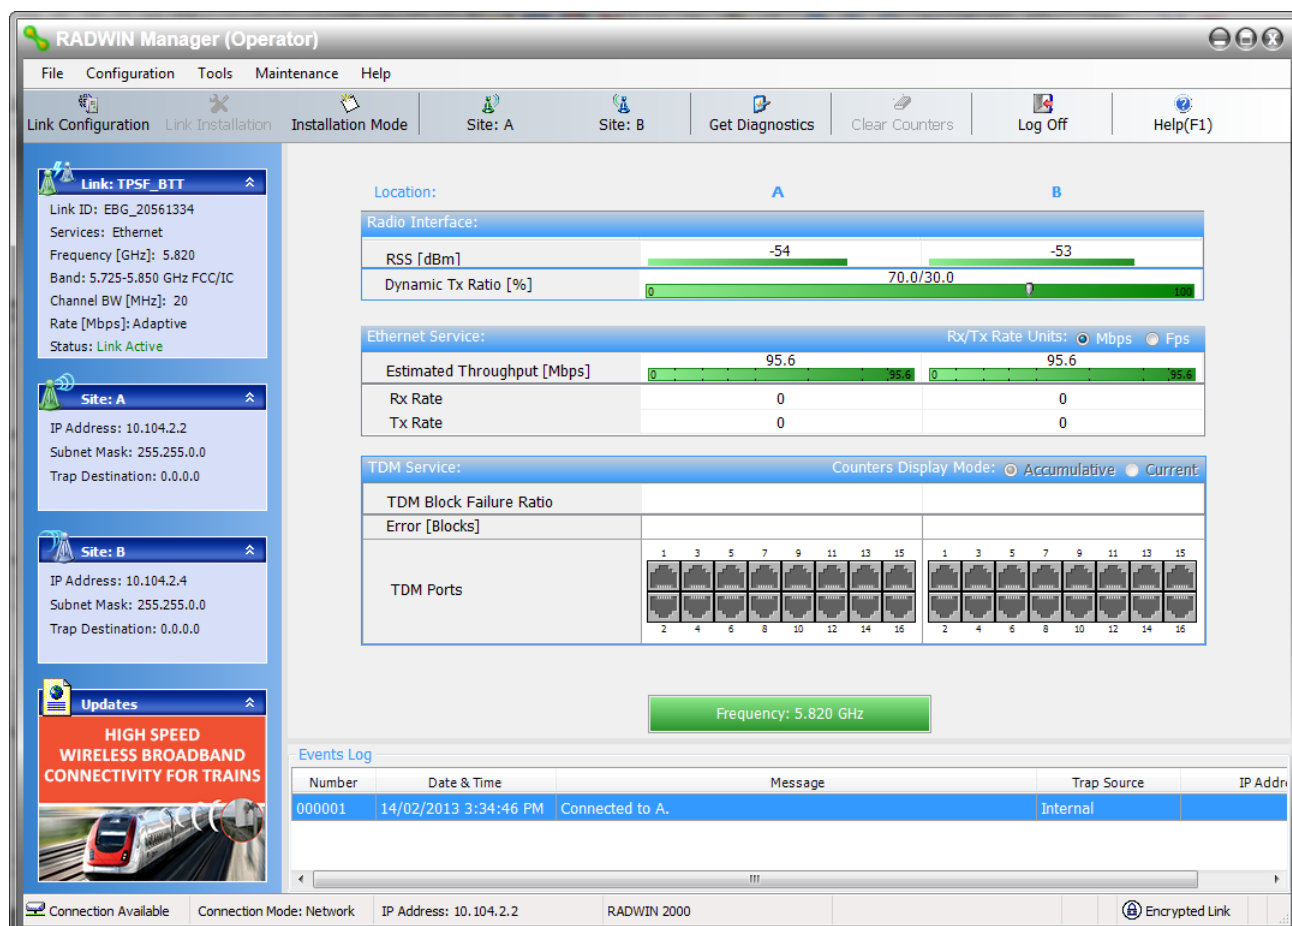 RADWIN Manager (Operator)
File Configuration Tools Maintenance Help
Link Configuration Link Installation Installation Mode Site: A Site: B Get Diagnostics Clear Counters Log Off Help(F1)
Link: TPSF_BTT
Link ID: EBG_20561334
Services: Ethernet
Frequency [GHz]: 5.820
Band: 5.725-5.850 GHz FCC/IC
Channel BW [MHz]: 20
Rate [Mbps]: Adaptive
Status: Link Active
Site: A
IP Address: 10.104.2.2
Subnet Mask: 255.255.0.0
Trap Destination: 0.0.0.0
Site: B
IP Address: 10.104.2.4
Subnet Mask: 255.255.0.0
Trap Destination: 0.0.0.0
Updates
HIGH SPEED
WIRELESS BROADBAND
CONNECTIVITY FOR TRAINS
Location: A B
Radio Interface:
RSS [dBm] -54 -53
Dynamic Tx Ratio [%] 70.0/30.0
0 100
Ethernet Service: Rx/Tx Rate Units: Mbps Fps
Estimated Throughput [Mbps] 95.6 95.6
0 95.6 0 95.6
Rx Rate 0 0
Tx Rate 0 0
TDM Service: Counters Display Mode: Accumulative Current
TDM Block Failure Ratio
Error [Blocks]
1 3 5 7 9 11 13 15 1 3 5 7 9 11 13 15
TDM Ports
2 4 6 8 10 12 14 16 2 4 6 8 10 12 14 16
Frequency: 5.820 GHz
Events Log
Number Date & Time Message Trap Source IP Addr
000001 14/02/2013 3:34:46 PM Connected to A. Internal
Connection Available Connection Mode: Network IP Address: 10.104.2.2 RADWIN 2000 Encrypted Link